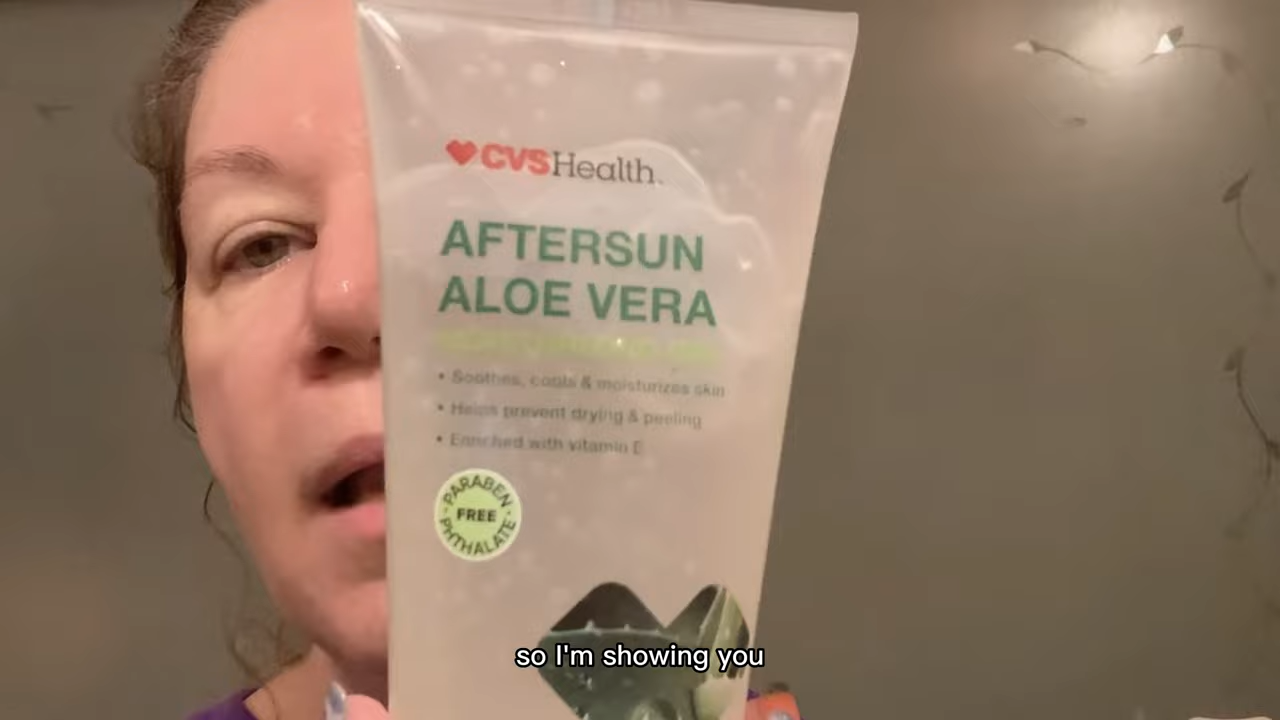 CVSHealth.
AFTERSUN
ALOE VERA
• Soothes, cools & moisturizes skin
• Helps prevent drying & peeling
• Enriched with vitamin E
PARABEN
FREE
PHTHALATE
so I'm showing you